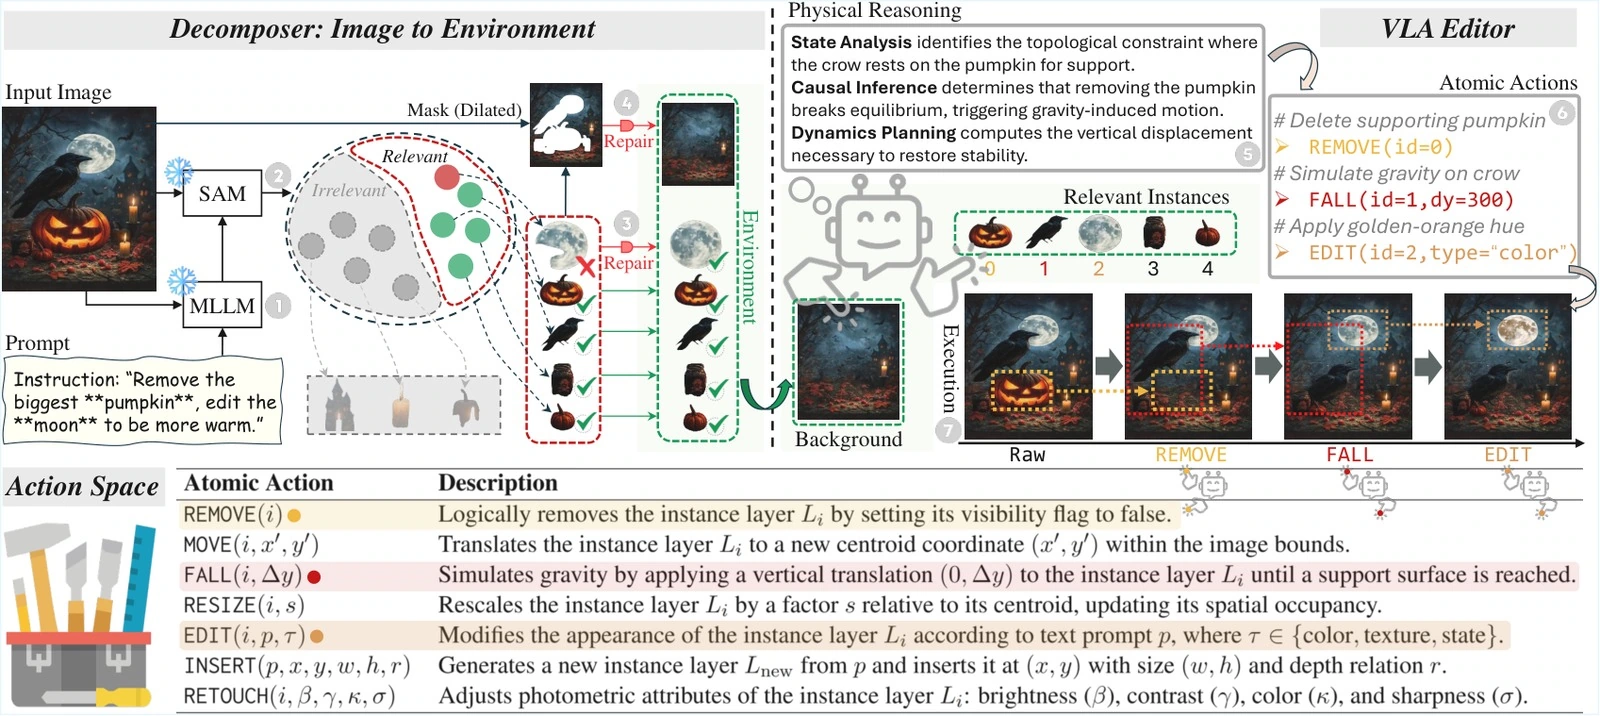 Decomposer: Image to Environment
Input Image
Mask (Dilated)
4
Repair
Relevant
Irrelevant
SAM
2
3
Repair
MLLM
1
Environment
Prompt
Instruction: “Remove the
biggest **pumpkin**, edit the
**moon** to be more warm.”
Physical Reasoning
State Analysis identifies the topological constraint where
the crow rests on the pumpkin for support.
Causal Inference determines that removing the pumpkin
breaks equilibrium, triggering gravity-induced motion.
Dynamics Planning computes the vertical displacement
necessary to restore stability.
5
VLA Editor
Atomic Actions
# Delete supporting pumpkin
6
REMOVE(id=0)
# Simulate gravity on crow
FALL(id=1,dy=300)
# Apply golden-orange hue
EDIT(id=2,type=“color”)
Relevant Instances
0 1 2 3 4
Background
Execution
7
Raw REMOVE FALL EDIT
Action Space
Atomic Action Description
REMOVE(i) Logically removes the instance layer Lᵢ by setting its visibility flag to false.
MOVE(i, x′, y′) Translates the instance layer Lᵢ to a new centroid coordinate (x′, y′) within the image bounds.
FALL(i, Δy) Simulates gravity by applying a vertical translation (0, Δy) to the instance layer Lᵢ until a support surface is reached.
RESIZE(i, s) Rescales the instance layer Lᵢ by a factor s relative to its centroid, updating its spatial occupancy.
EDIT(i, p, τ) Modifies the appearance of the instance layer Lᵢ according to text prompt p, where τ ∈ {color, texture, state}.
INSERT(p, x, y, w, h, r) Generates a new instance layer L_new from p and inserts it at (x, y) with size (w, h) and depth relation r.
RETOUCH(i, β, γ, κ, σ) Adjusts photometric attributes of the instance layer Lᵢ: brightness (β), contrast (γ), color (κ), and sharpness (σ).